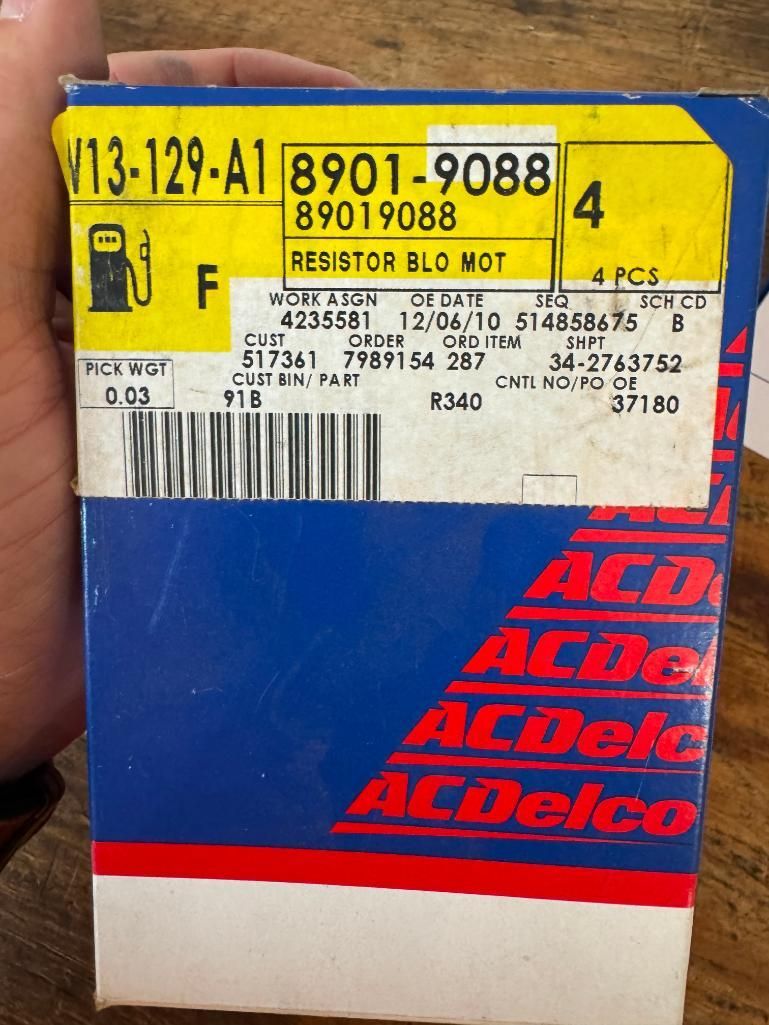 V13-129-A1 8901-9088 4
89019088
F RESISTOR BLO MOT 4 PCS
WORK ASGN OE DATE SEQ SCH CD
4235581 12/06/10 514858675 B
CUST ORDER ORD ITEM SHPT
517361 7989154 287 34-2763752
PICK WGT CUST BIN/ PART CNTL NO/PO OE
0.03 91B R340 37180
ACDel
ACDelc
ACDelco